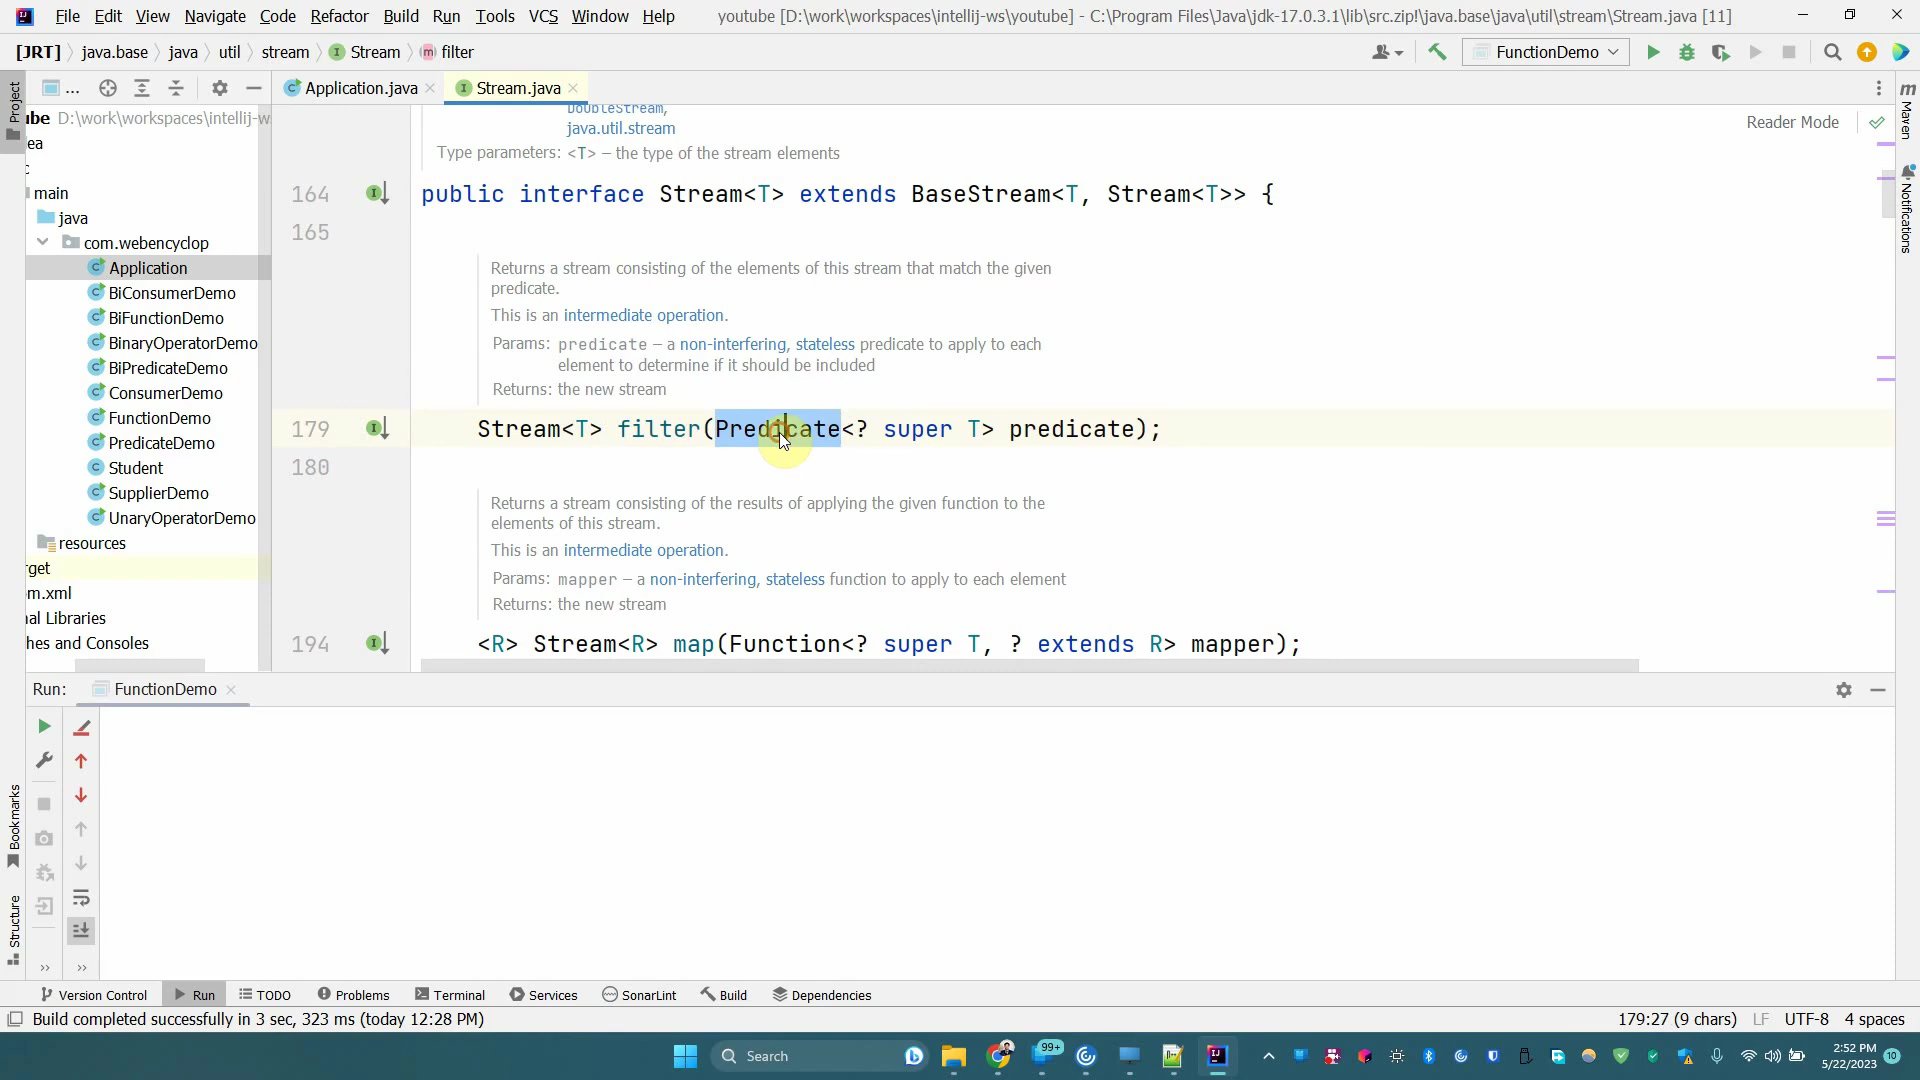 File Edit View Navigate Code Refactor Build Run Tools VCS Window Help youtube [D:\work\workspaces\intellij-ws\youtube] - C:\Program Files\Java\jdk-17.0.3.1\lib\src.zip!\java.base\java\util\stream\Stream.java [11]
[JRT] java.base java util stream Stream filter
FunctionDemo
Project
... Application.java Stream.java
Maven
Notifications
Reader Mode
ube D:\work\workspaces\intellij-w
ea
c
main
java
com.webencyclop
Application
BiConsumerDemo
BiFunctionDemo
BinaryOperatorDemo
BiPredicateDemo
ConsumerDemo
FunctionDemo
PredicateDemo
Student
SupplierDemo
UnaryOperatorDemo
resources
rget
m.xml
al Libraries
hes and Consoles
DoubleStream,
java.util.stream
Type parameters: <T> – the type of the stream elements
164 public interface Stream<T> extends BaseStream<T, Stream<T>> {
165
Returns a stream consisting of the elements of this stream that match the given
predicate.
This is an intermediate operation.
Params: predicate – a non-interfering, stateless predicate to apply to each
element to determine if it should be included
Returns: the new stream
179 Stream<T> filter(Predicate<? super T> predicate);
180
Returns a stream consisting of the results of applying the given function to the
elements of this stream.
This is an intermediate operation.
Params: mapper – a non-interfering, stateless function to apply to each element
Returns: the new stream
194 <R> Stream<R> map(Function<? super T, ? extends R> mapper);
Run: FunctionDemo
Bookmarks
Structure
Version Control Run TODO Problems Terminal Services SonarLint Build Dependencies
Build completed successfully in 3 sec, 323 ms (today 12:28 PM) 179:27 (9 chars) LF UTF-8 4 spaces
Search
99+
2:52 PM
5/22/2023
10